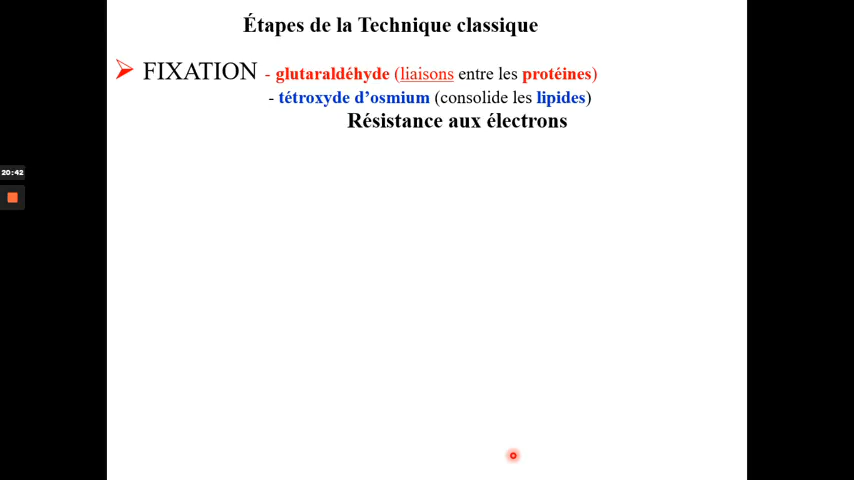 Étapes de la Technique classique
FIXATION - glutaraldéhyde (liaisons entre les protéines)
- tétroxyde d’osmium (consolide les lipides)
Résistance aux électrons
20:42